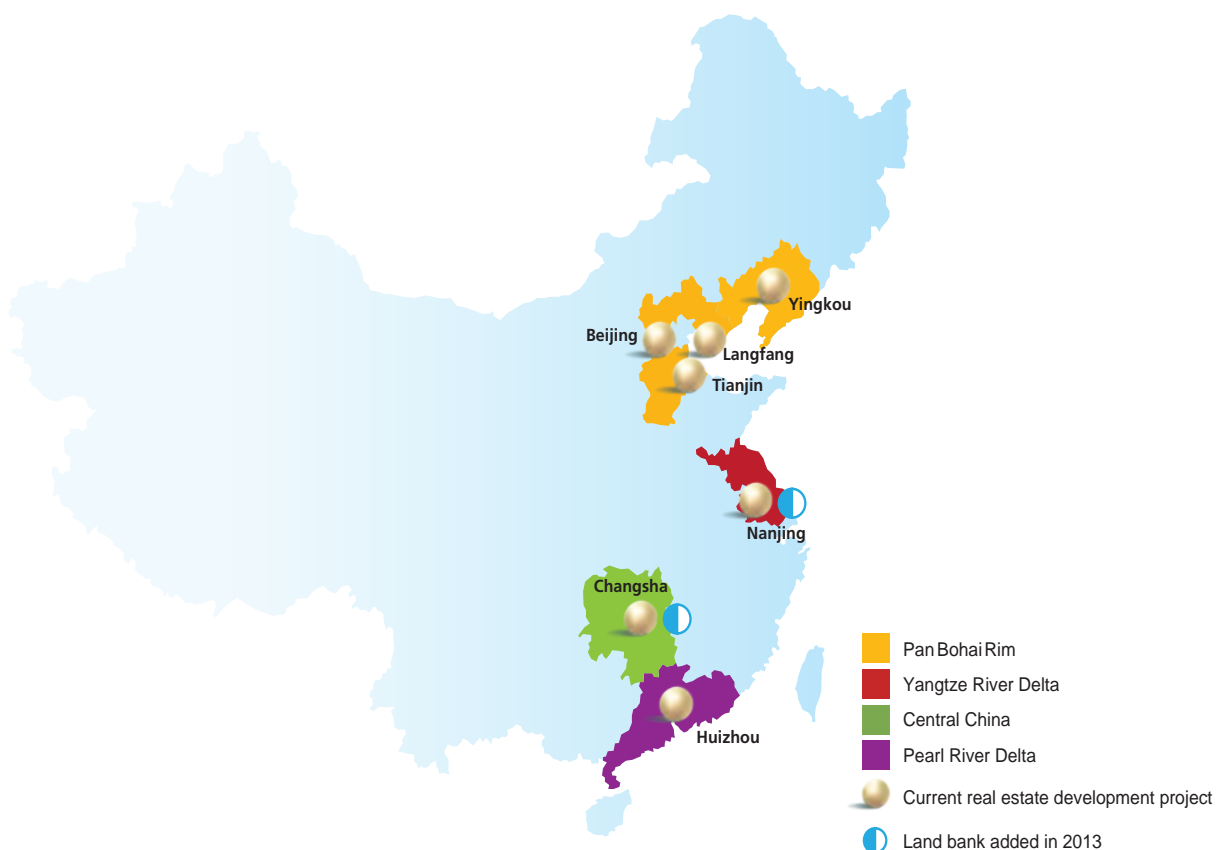 Yingkou
Beijing
Langfang
Tianjin
Nanjing
Changsha
Huizhou
Pan Bohai Rim
Yangtze River Delta
Central China
Pearl River Delta
Current real estate development project
Land bank added in 2013